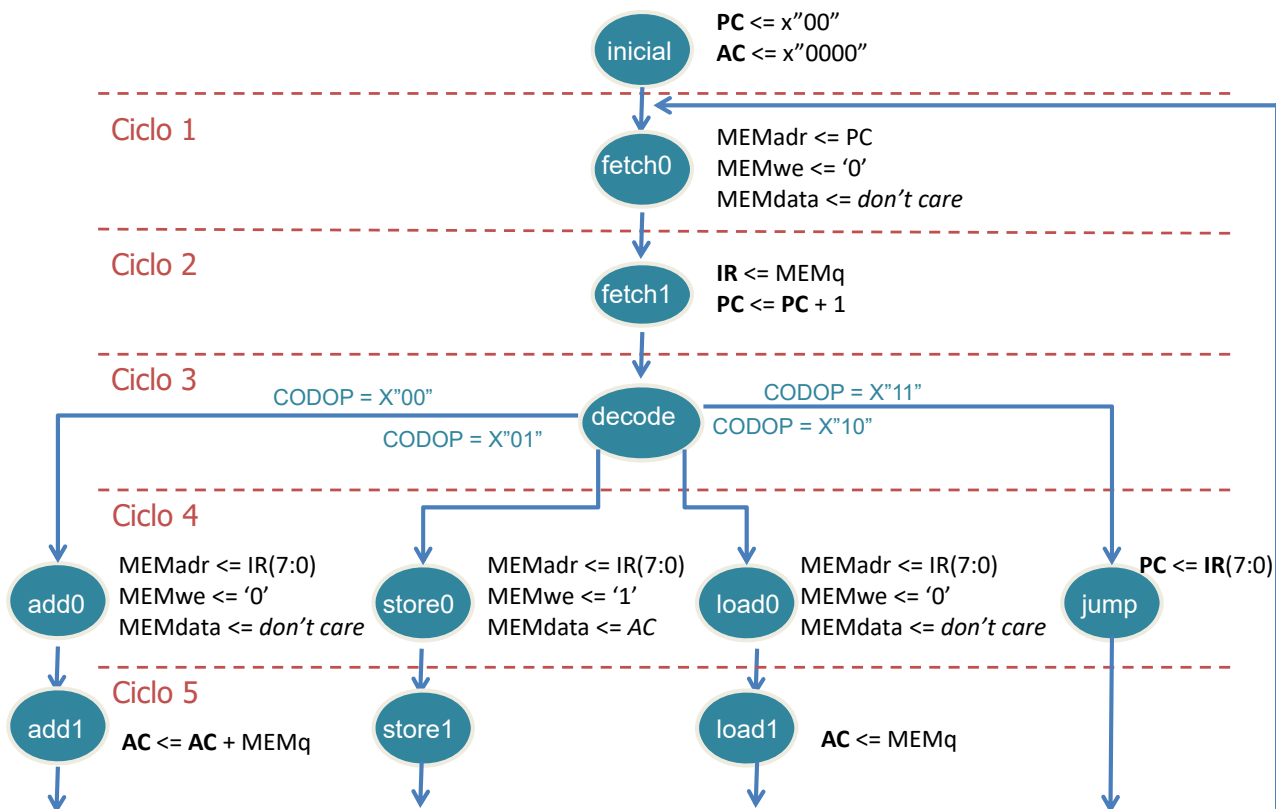 inicial
PC <= x”00”
AC <= x”0000”
Ciclo 1
fetch0
MEMadr <= PC
MEMwe <= ‘0’
MEMdata <= don’t care
Ciclo 2
fetch1
IR <= MEMq
PC <= PC + 1
Ciclo 3
CODOP = X”00”
CODOP = X”01”
decode
CODOP = X”11”
CODOP = X”10”
Ciclo 4
add0
MEMadr <= IR(7:0)
MEMwe <= ‘0’
MEMdata <= don’t care
store0
MEMadr <= IR(7:0)
MEMwe <= ‘1’
MEMdata <= AC
load0
MEMadr <= IR(7:0)
MEMwe <= ‘0’
MEMdata <= don’t care
jump
PC <= IR(7:0)
Ciclo 5
add1
AC <= AC + MEMq
store1
load1
AC <= MEMq